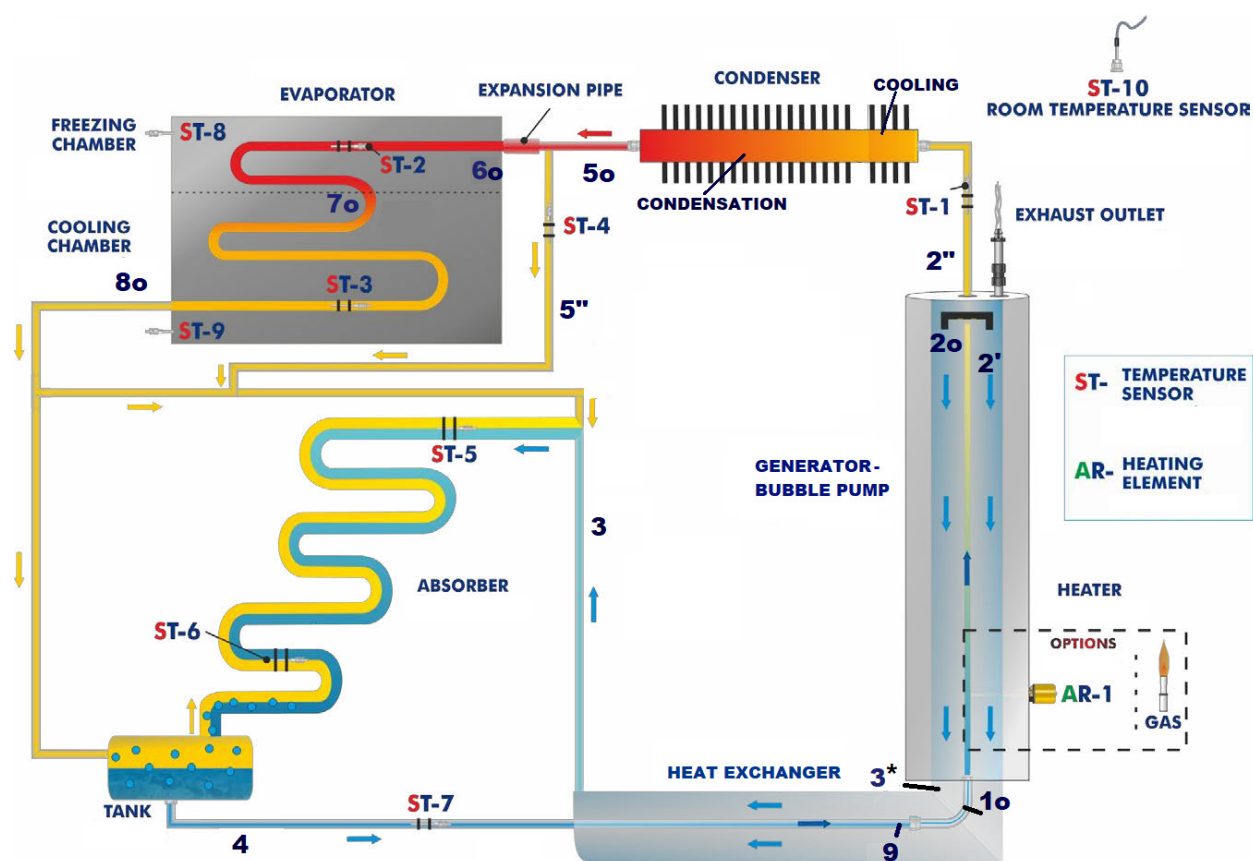 ST-10
ROOM TEMPERATURE SENSOR
CONDENSER
COOLING
EXPANSION PIPE
EVAPORATOR
FREEZING
CHAMBER
ST-8
ST-2
6o
5o
CONDENSATION
ST-1
EXHAUST OUTLET
7o
COOLING
CHAMBER
ST-4
2"
8o
ST-3
5"
ST-9
2o
2'
ST- TEMPERATURE
SENSOR
AR- HEATING
ELEMENT
ST-5
GENERATOR-
BUBBLE PUMP
3
ABSORBER
HEATER
ST-6
OPTIONS
AR-1
GAS
HEAT EXCHANGER
3*
1o
TANK
ST-7
4
9